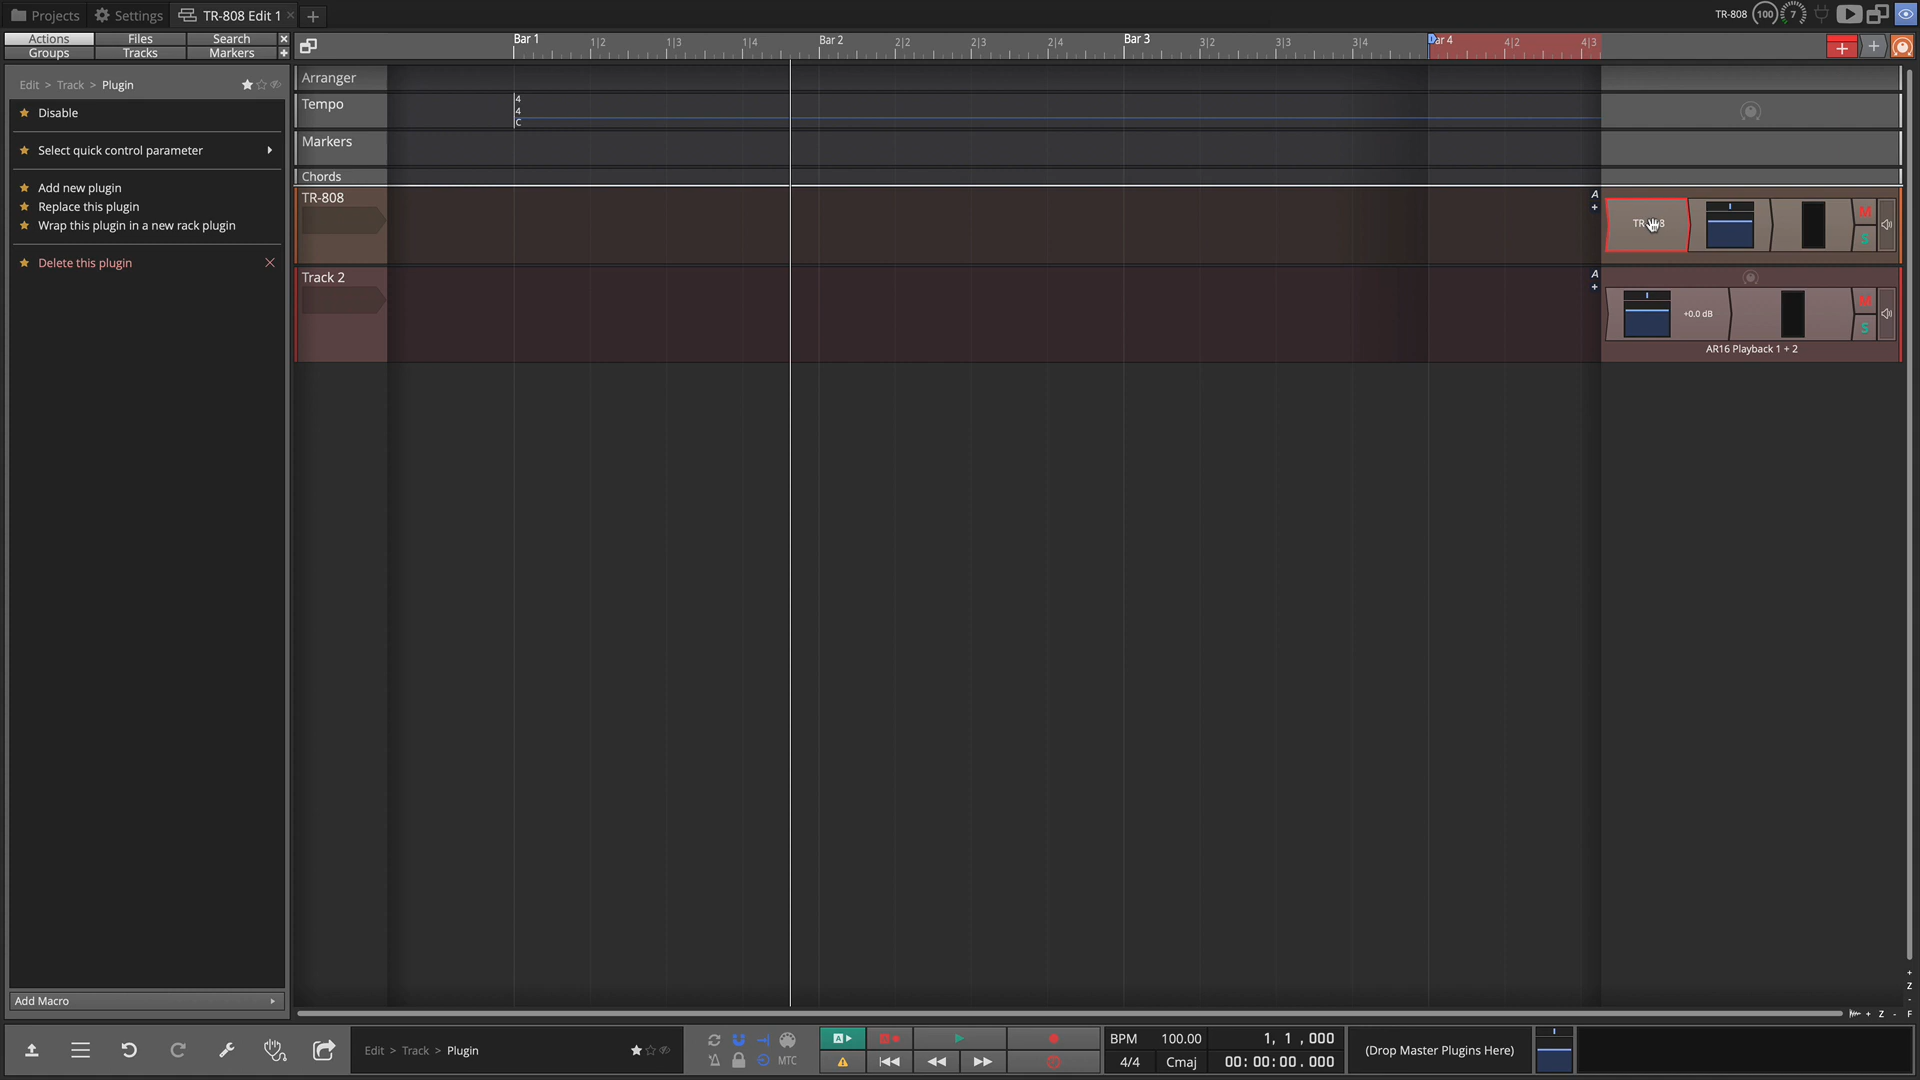 Projects
Settings
TR-808 Edit 1
TR-808
100
7
Actions
Files
Search
Groups
Tracks
Markers
Edit > Track > Plugin
Disable
Select quick control parameter
Add new plugin
Replace this plugin
Wrap this plugin in a new rack plugin
Delete this plugin
Add Macro
Bar 1
1|2
1|3
1|4
Bar 2
2|2
2|3
2|4
Bar 3
3|2
3|3
3|4
Bar 4
4|2
4|3
Arranger
Tempo
4
4
C
Markers
Chords
TR-808
A
+
M
S
Track 2
A
+
+0.0 dB
M
S
AR16 Playback 1 + 2
+
Z
-
F
+ Z - F
Edit > Track > Plugin
MTC
A
A
BPM 100.00
4/4 Cmaj
1, 1 ,000
00:00:00.000
(Drop Master Plugins Here)